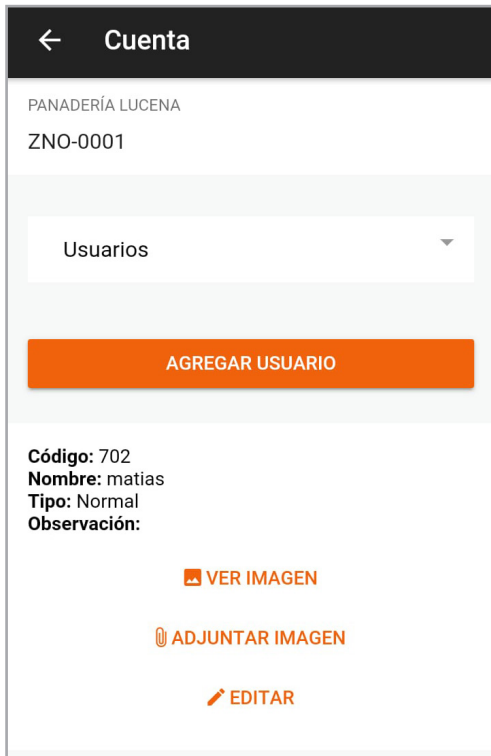 Cuenta
PANADERÍA LUCENA
ZNO-0001
Usuarios
AGREGAR USUARIO
Código: 702
Nombre: matias
Tipo: Normal
Observación:
VER IMAGEN
ADJUNTAR IMAGEN
EDITAR